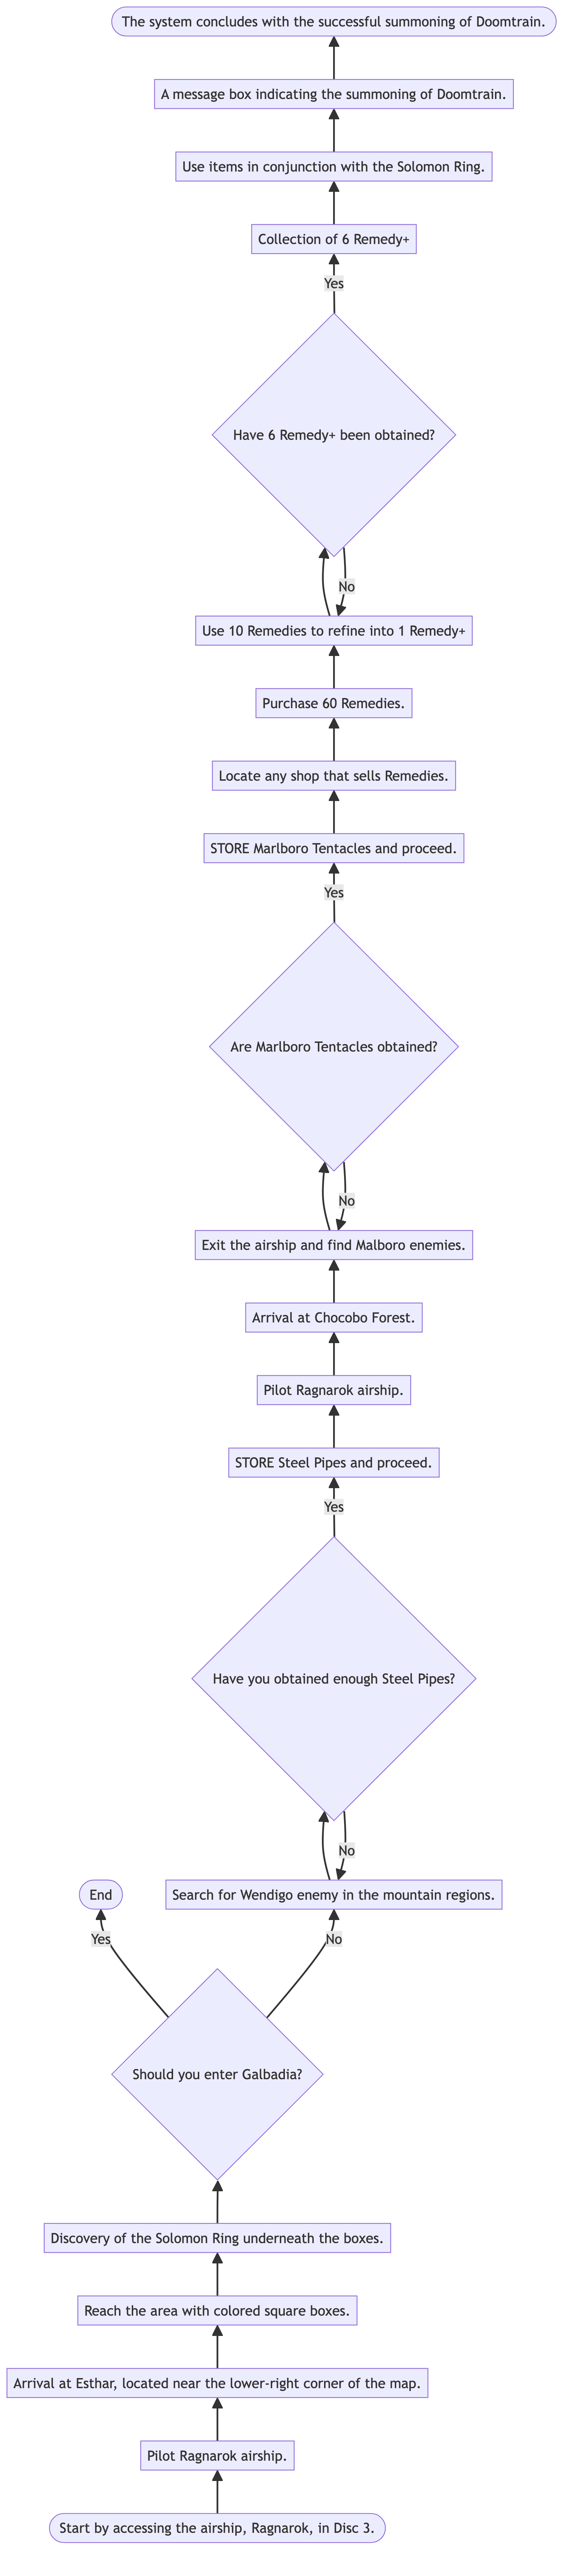 The system concludes with the successful summoning of Doomtrain.
A message box indicating the summoning of Doomtrain.
Use items in conjunction with the Solomon Ring.
Collection of 6 Remedy+
Yes
Have 6 Remedy+ been obtained?
No
Use 10 Remedies to refine into 1 Remedy+
Purchase 60 Remedies.
Locate any shop that sells Remedies.
STORE Marlboro Tentacles and proceed.
Yes
Are Marlboro Tentacles obtained?
No
Exit the airship and find Malboro enemies.
Arrival at Chocobo Forest.
Pilot Ragnarok airship.
STORE Steel Pipes and proceed.
Yes
Have you obtained enough Steel Pipes?
No
End
Search for Wendigo enemy in the mountain regions.
Yes
No
Should you enter Galbadia?
Discovery of the Solomon Ring underneath the boxes.
Reach the area with colored square boxes.
Arrival at Esthar, located near the lower-right corner of the map.
Pilot Ragnarok airship.
Start by accessing the airship, Ragnarok, in Disc 3.